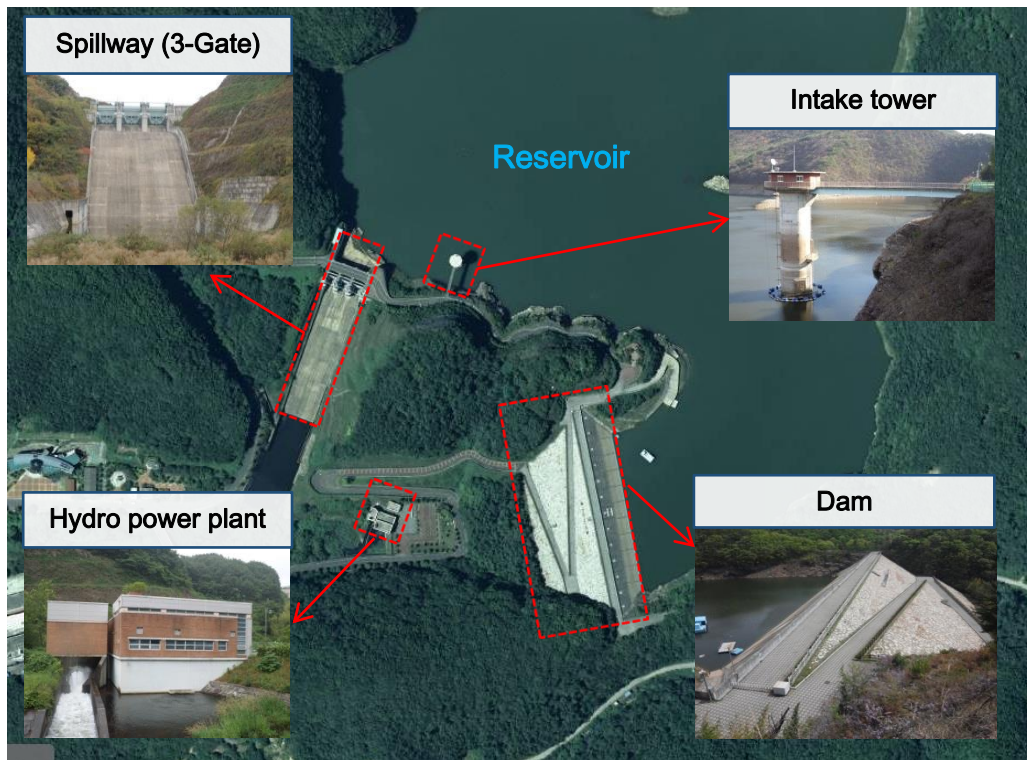 Spillway (3-Gate)
Intake tower
Reservoir
Hydro power plant
Dam